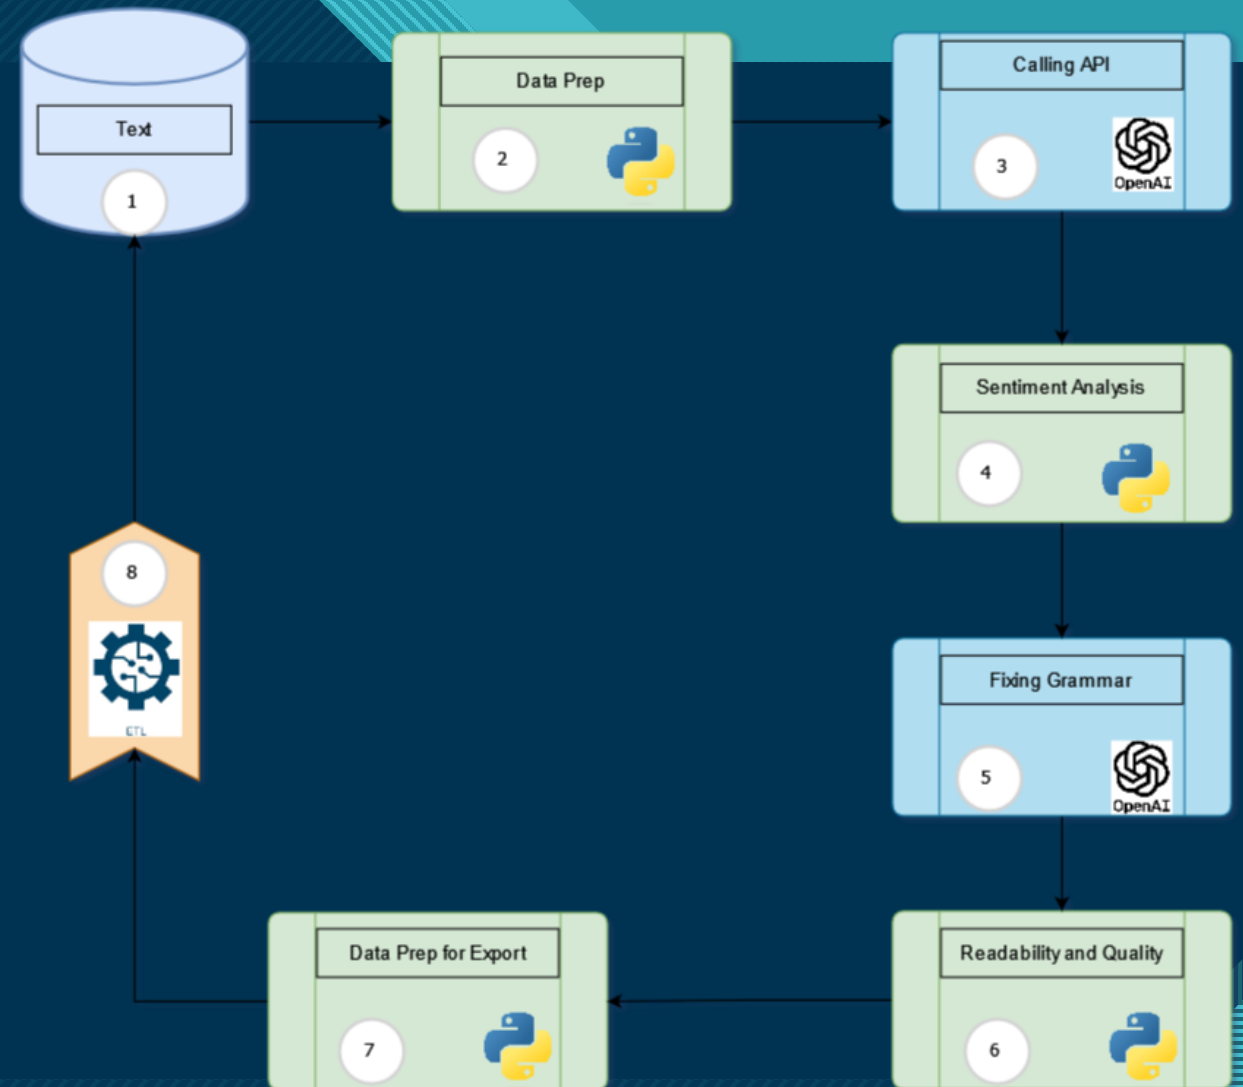 Text
1
Data Prep
2
Calling API
3
OpenAI
Sentiment Analysis
4
Fixing Grammar
5
OpenAI
Readability and Quality
6
Data Prep for Export
7
8
ETL